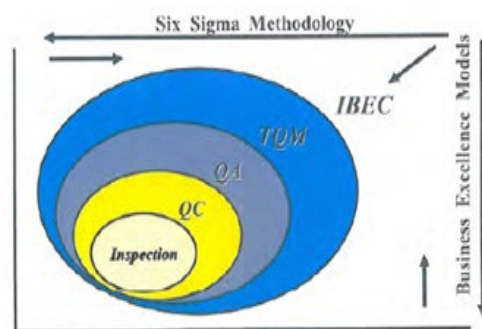 Six Sigma Methodology
IBEC
TQM
QA
QC
Inspection
Business Excellence Models